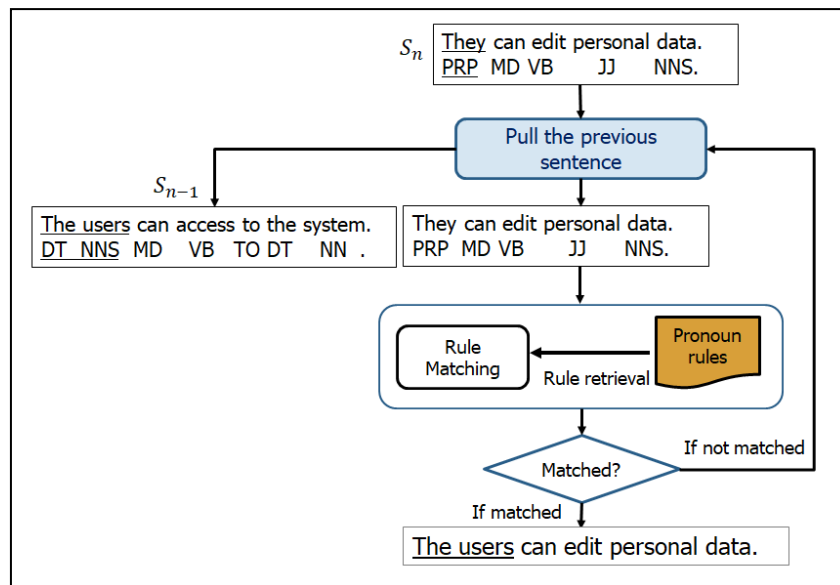 Sn
They can edit personal data.
PRP MD VB JJ NNS.
Pull the previous
sentence
Sn−1
The users can access to the system.
DT NNS MD VB TO DT NN .
They can edit personal data.
PRP MD VB JJ NNS.
Rule
Matching
Pronoun
rules
Rule retrieval
If not matched
Matched?
If matched
The users can edit personal data.